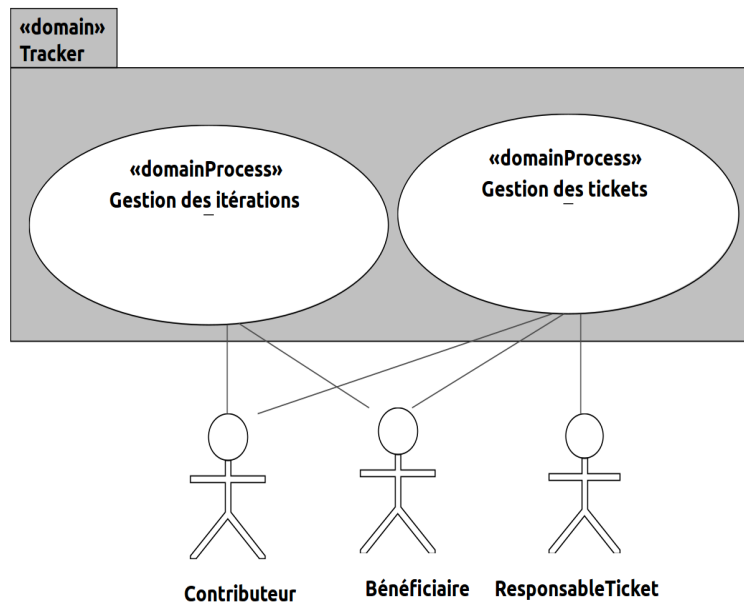 «domain»
Tracker
«domainProcess»
Gestion des itérations
«domainProcess»
Gestion des tickets
Contributeur
Bénéficiaire
ResponsableTicket